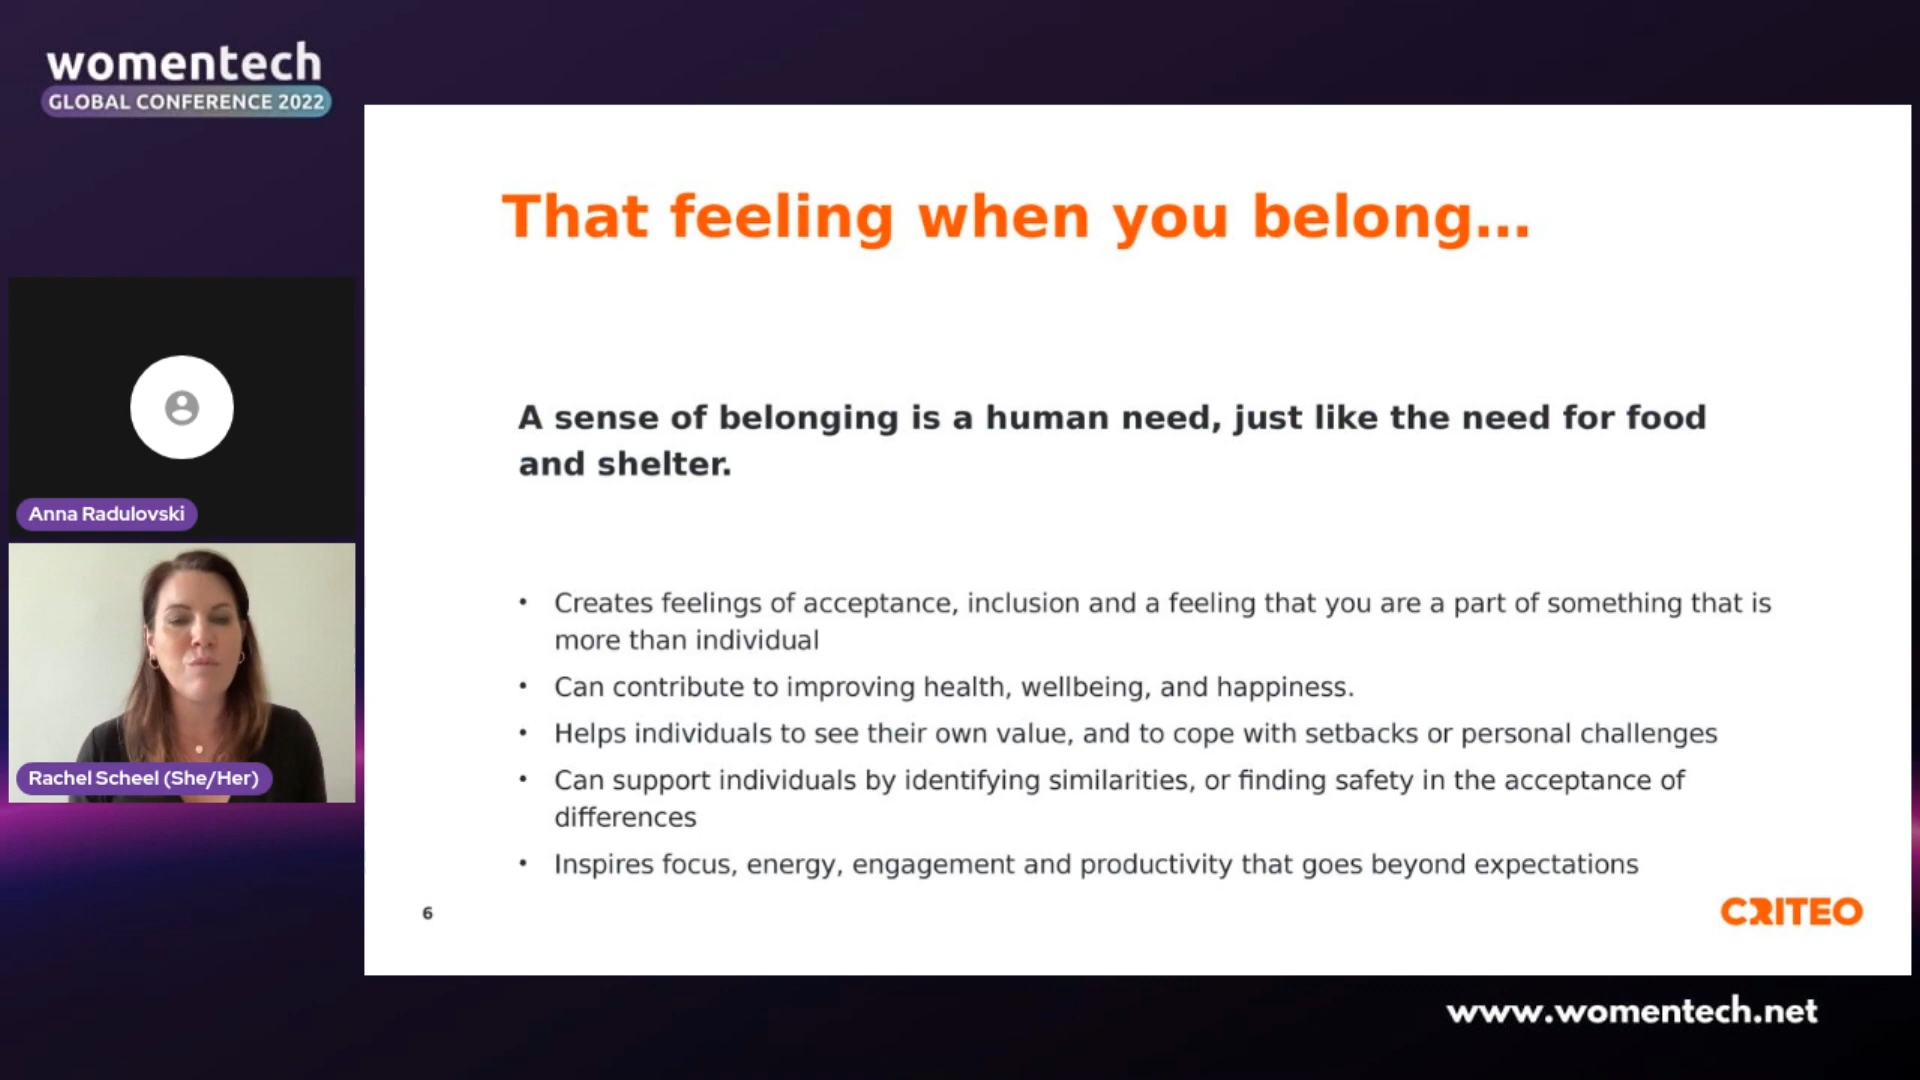 womentech
GLOBAL CONFERENCE 2022
That feeling when you belong...
A sense of belonging is a human need, just like the need for food
and shelter.
• Creates feelings of acceptance, inclusion and a feeling that you are a part of something that is
more than individual
• Can contribute to improving health, wellbeing, and happiness.
• Helps individuals to see their own value, and to cope with setbacks or personal challenges
• Can support individuals by identifying similarities, or finding safety in the acceptance of
differences
• Inspires focus, energy, engagement and productivity that goes beyond expectations
6
CRITEO
Anna Radulovski
Rachel Scheel (She/Her)
www.womentech.net